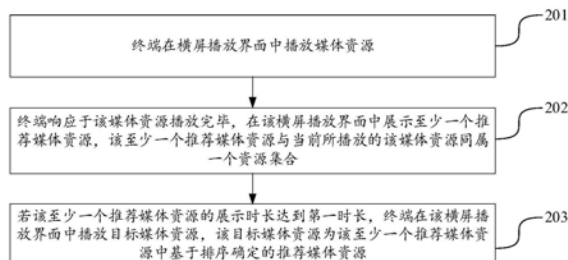 终端在横屏播放界面中播放媒体资源
201
终端响应于该媒体资源播放完毕，在该横屏播放界面中展示至少一个推
荐媒体资源，该至少一个推荐媒体资源与当前所播放的该媒体资源同属
一个资源集合
202
若该至少一个推荐媒体资源的展示时长达到第一时长，终端在该横屏播
放界面中播放目标媒体资源，该目标媒体资源为该至少一个推荐媒体资
源中基于排序确定的推荐媒体资源
203